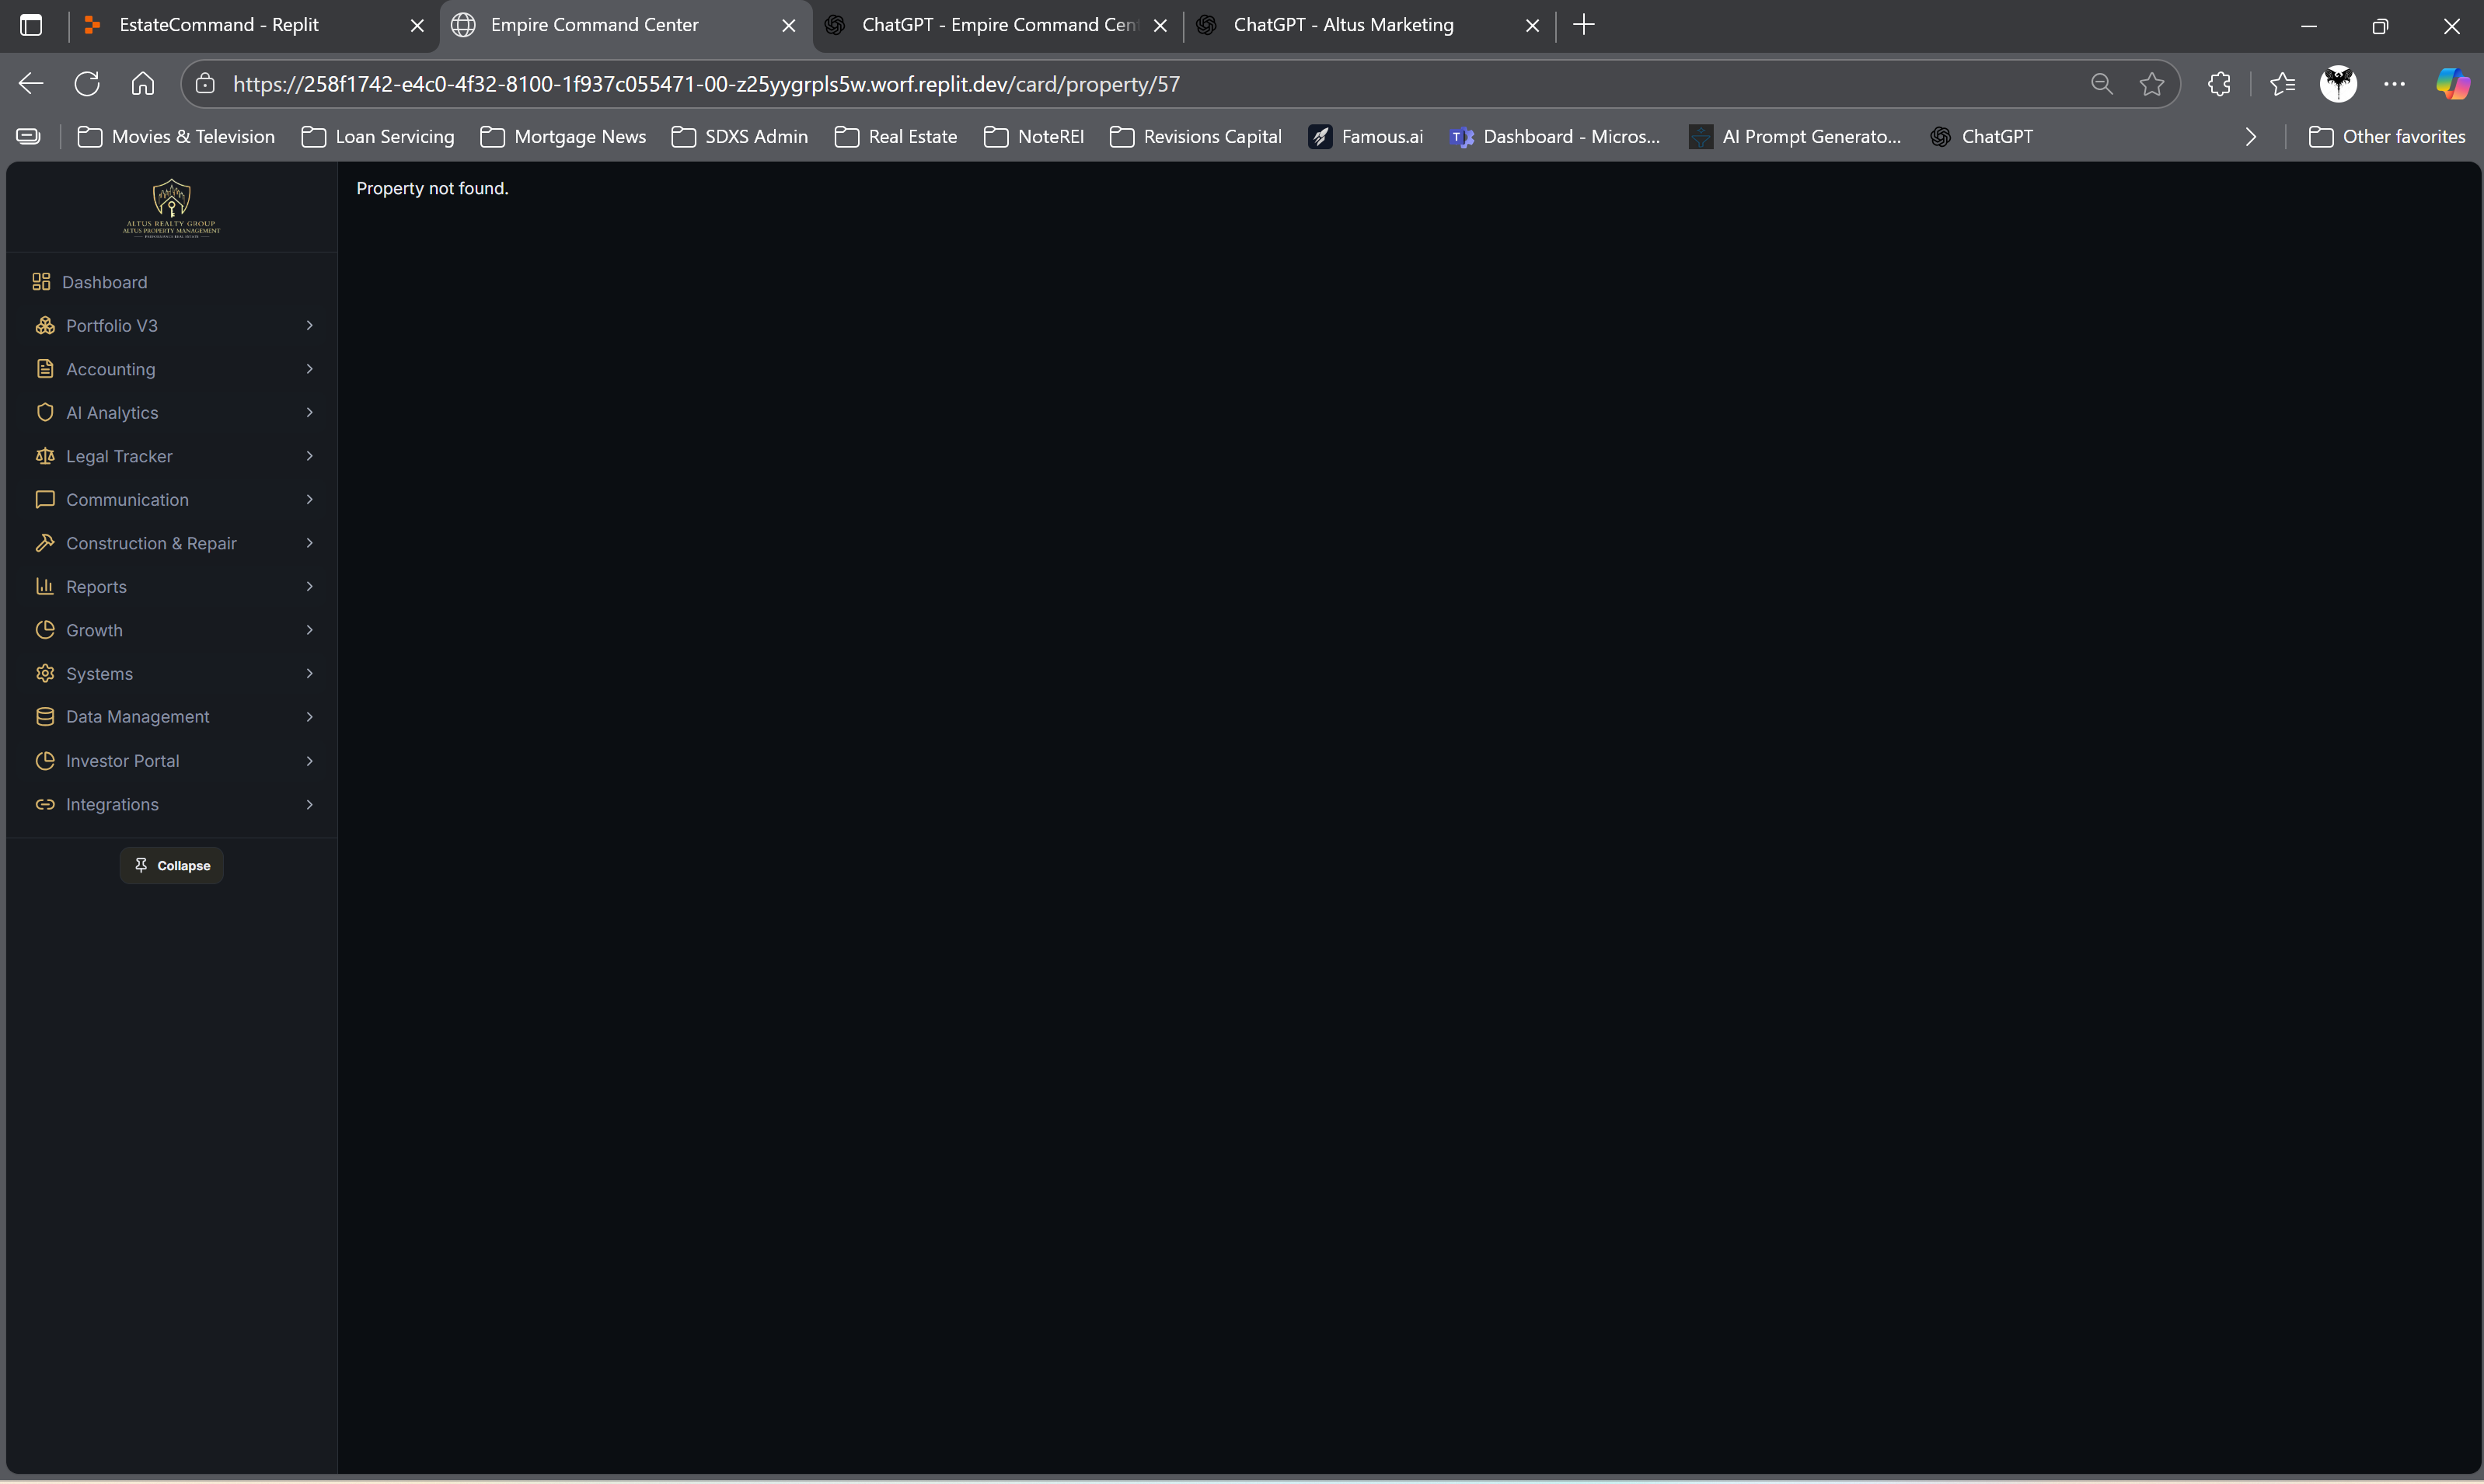 EstateCommand - Replit
Empire Command Center
ChatGPT - Empire Command Cen
ChatGPT - Altus Marketing
https://258f1742-e4c0-4f32-8100-1f937c055471-00-z25yygrpls5w.worf.replit.dev/card/property/57
Movies & Television
Loan Servicing
Mortgage News
SDXS Admin
Real Estate
NoteREI
Revisions Capital
Famous.ai
Dashboard - Micros...
AI Prompt Generato...
ChatGPT
Other favorites
ALTUS REALTY GROUP
ALTUS PROPERTY MANAGEMENT
Property not found.
Dashboard
Portfolio V3
Accounting
AI Analytics
Legal Tracker
Communication
Construction & Repair
Reports
Growth
Systems
Data Management
Investor Portal
Integrations
Collapse